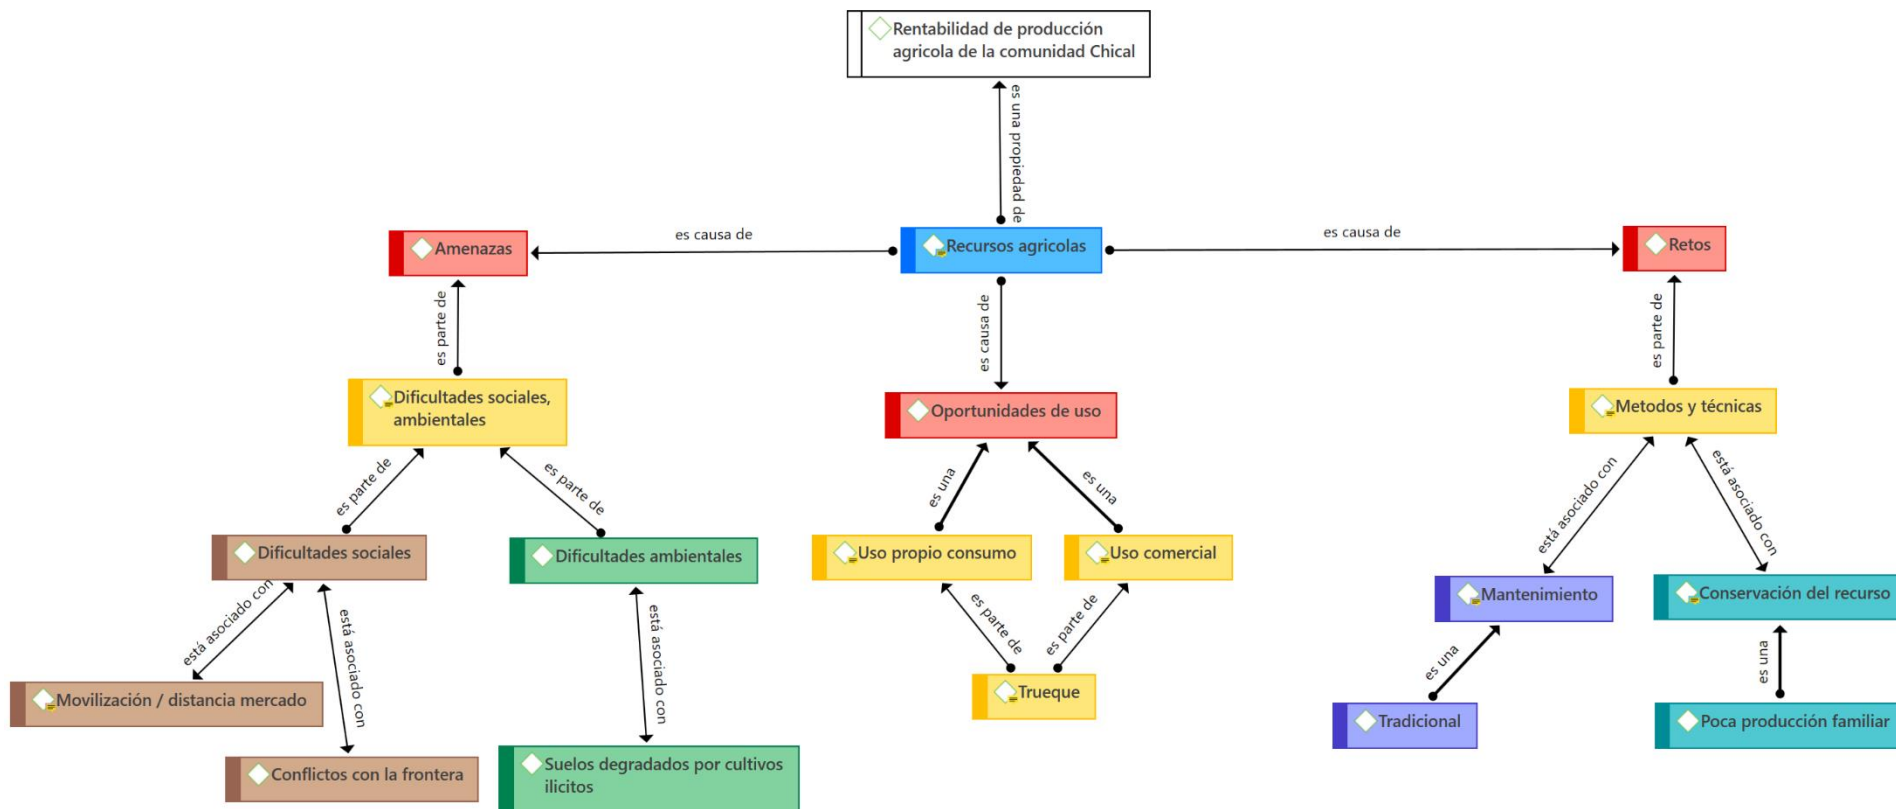 Rentabilidad de producción
agricola de la comunidad Chical
es una propiedad de
Amenazas
es causa de
Recursos agricolas
es causa de
Retos
es parte de
es causa de
es parte de
Dificultades sociales,
ambientales
Oportunidades de uso
Metodos y técnicas
es parte de
es parte de
es una
es una
está asociado con
está asociado con
Dificultades sociales
Dificultades ambientales
Uso propio consumo
Uso comercial
Mantenimiento
Conservación del recurso
está asociado con
está asociado con
está asociado con
es parte de
es parte de
es una
es una
Movilización / distancia mercado
Trueque
Tradicional
Poca producción familiar
Conflictos con la frontera
Suelos degradados por cultivos
ilicitos